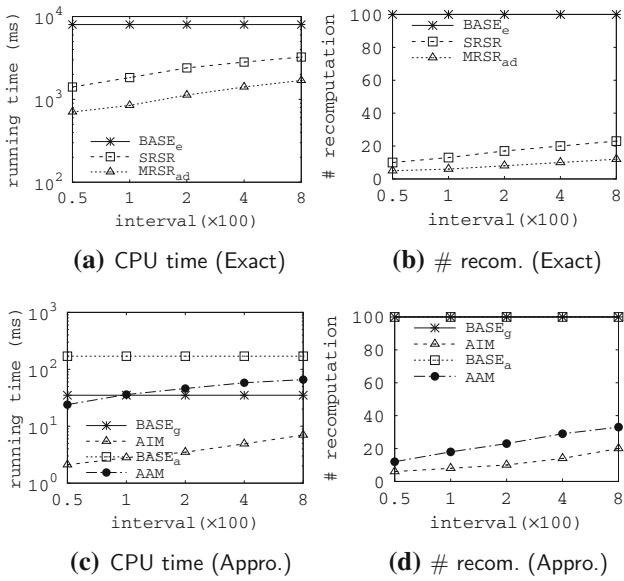 running time (ms)
10^4
10^3
10^2
BASE_e
SRSR
MRSR_ad
0.5 1 2 4 8
interval(×100)
(a) CPU time (Exact)
# recomputation
100
80
60
40
20
0
BASE_e
SRSR
MRSR_ad
0.5 1 2 4 8
interval(×100)
(b) # recom. (Exact)
running time (ms)
10^3
10^2
10^1
10^0
BASE_g
AIM
BASE_a
AAM
0.5 1 2 4 8
interval(×100)
(c) CPU time (Appro.)
# recomputation
100
80
60
40
20
0
BASE_g
AIM
BASE_a
AAM
0.5 1 2 4 8
interval(×100)
(d) # recom. (Appro.)